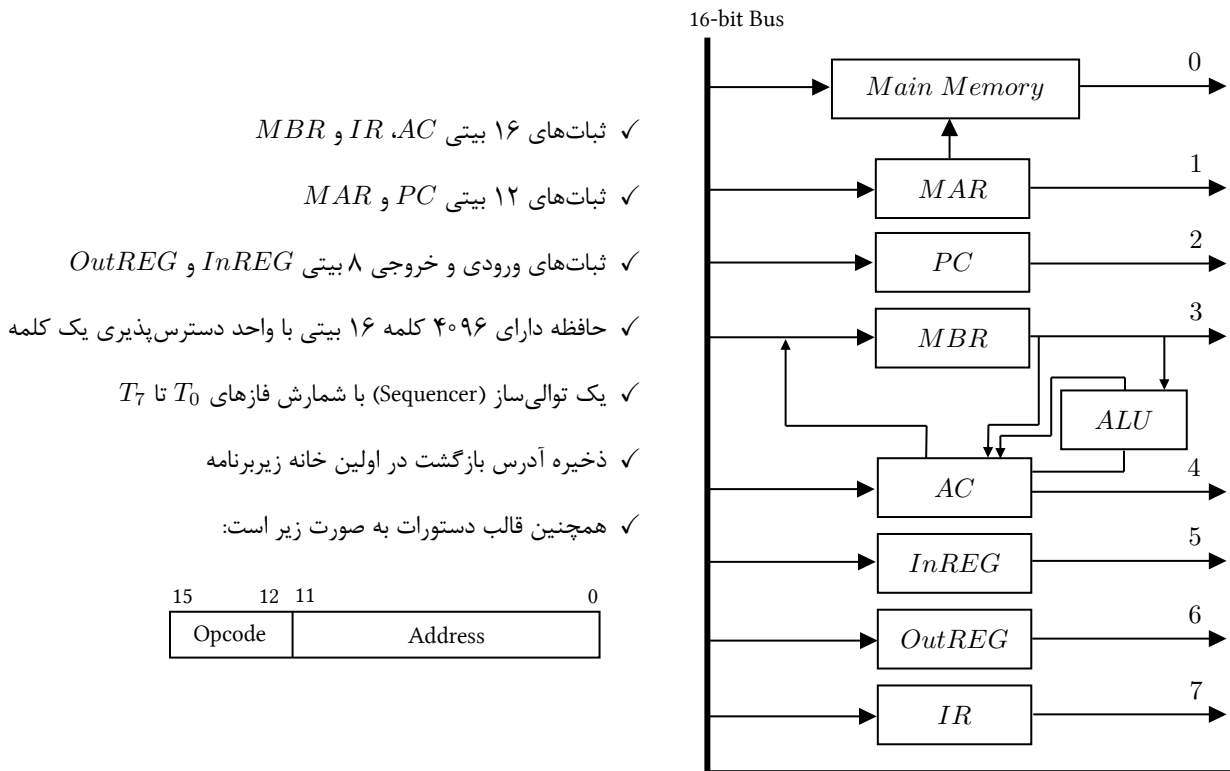 ✓ ثبات‌های ۱۶ بیتی AC، IR و MBR
✓ ثبات‌های ۱۲ بیتی PC و MAR
✓ ثبات‌های ورودی و خروجی ۸ بیتی InREG و OutREG
✓ حافظه دارای ۴۰۹۶ کلمه ۱۶ بیتی با واحد دسترس‌پذیری یک کلمه
✓ یک توالی‌ساز (Sequencer) با شمارش فازهای T₀ تا T₇
✓ ذخیره آدرس بازگشت در اولین خانه زیربرنامه
✓ همچنین قالب دستورات به صورت زیر است:
15 12 11 0
Opcode Address
16-bit Bus
Main Memory 0
MAR 1
PC 2
MBR 3
ALU
AC 4
InREG 5
OutREG 6
IR 7